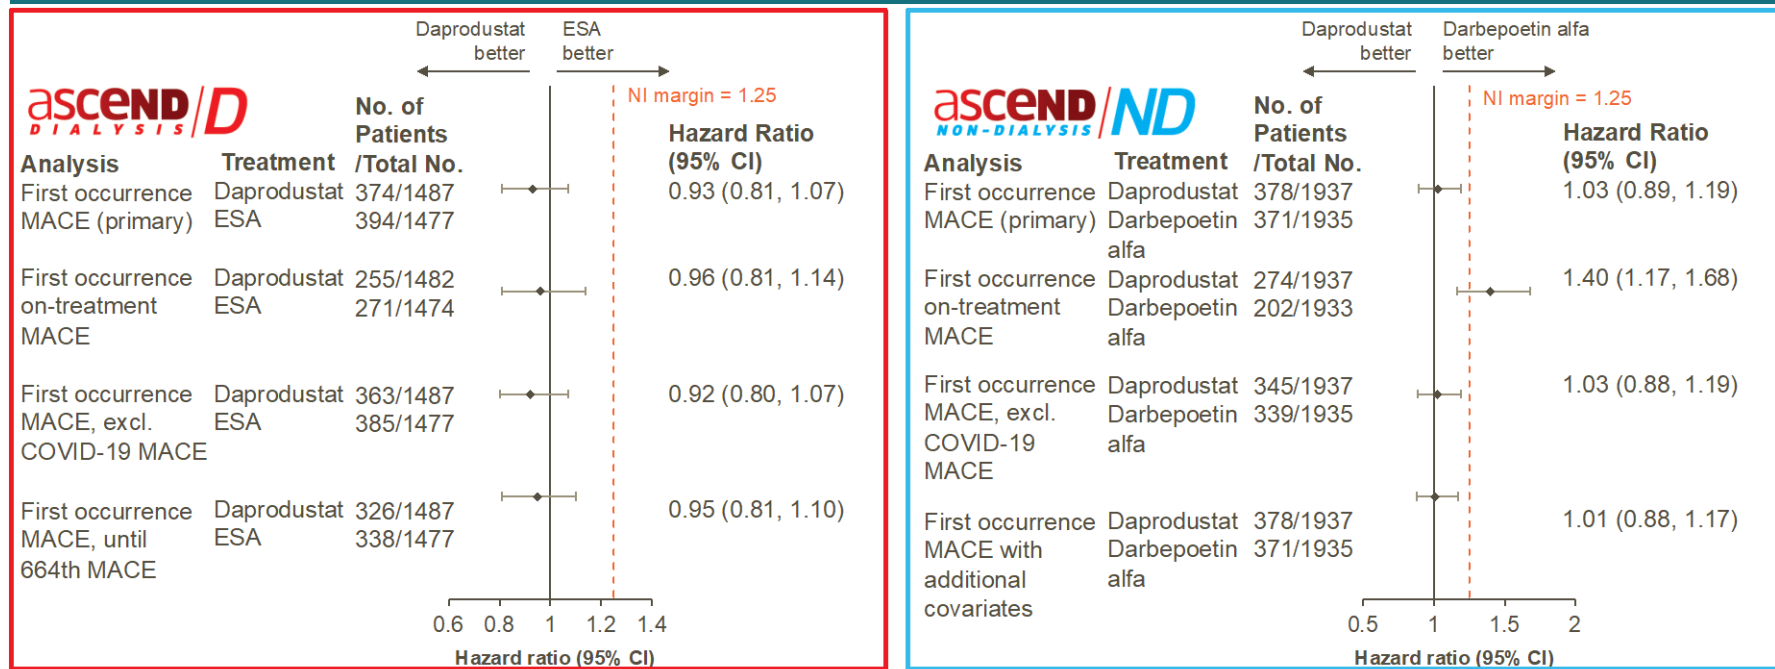 Daprodustat ESA
better better
ascend/D
DIALYSIS
NI margin = 1.25
No. of
Patients
Analysis Treatment /Total No.
Hazard Ratio
(95% CI)
First occurrence Daprodustat 374/1487 0.93 (0.81, 1.07)
MACE (primary) ESA 394/1477
First occurrence Daprodustat 255/1482 0.96 (0.81, 1.14)
on-treatment ESA 271/1474
MACE
First occurrence Daprodustat 363/1487 0.92 (0.80, 1.07)
MACE, excl. ESA 385/1477
COVID-19 MACE
First occurrence Daprodustat 326/1487 0.95 (0.81, 1.10)
MACE, until ESA 338/1477
664th MACE
0.6 0.8 1 1.2 1.4
Hazard ratio (95% CI)
Daprodustat Darbepoetin alfa
better better
ascend/ND
NON-DIALYSIS
NI margin = 1.25
No. of
Patients
Analysis Treatment /Total No.
Hazard Ratio
(95% CI)
First occurrence Daprodustat 378/1937 1.03 (0.89, 1.19)
MACE (primary) Darbepoetin 371/1935
alfa
First occurrence Daprodustat 274/1937 1.40 (1.17, 1.68)
on-treatment Darbepoetin 202/1933
MACE alfa
First occurrence Daprodustat 345/1937 1.03 (0.88, 1.19)
MACE, excl. Darbepoetin 339/1935
COVID-19 alfa
MACE
First occurrence Daprodustat 378/1937 1.01 (0.88, 1.17)
MACE with Darbepoetin 371/1935
additional alfa
covariates
0.5 1 1.5 2
Hazard ratio (95% CI)